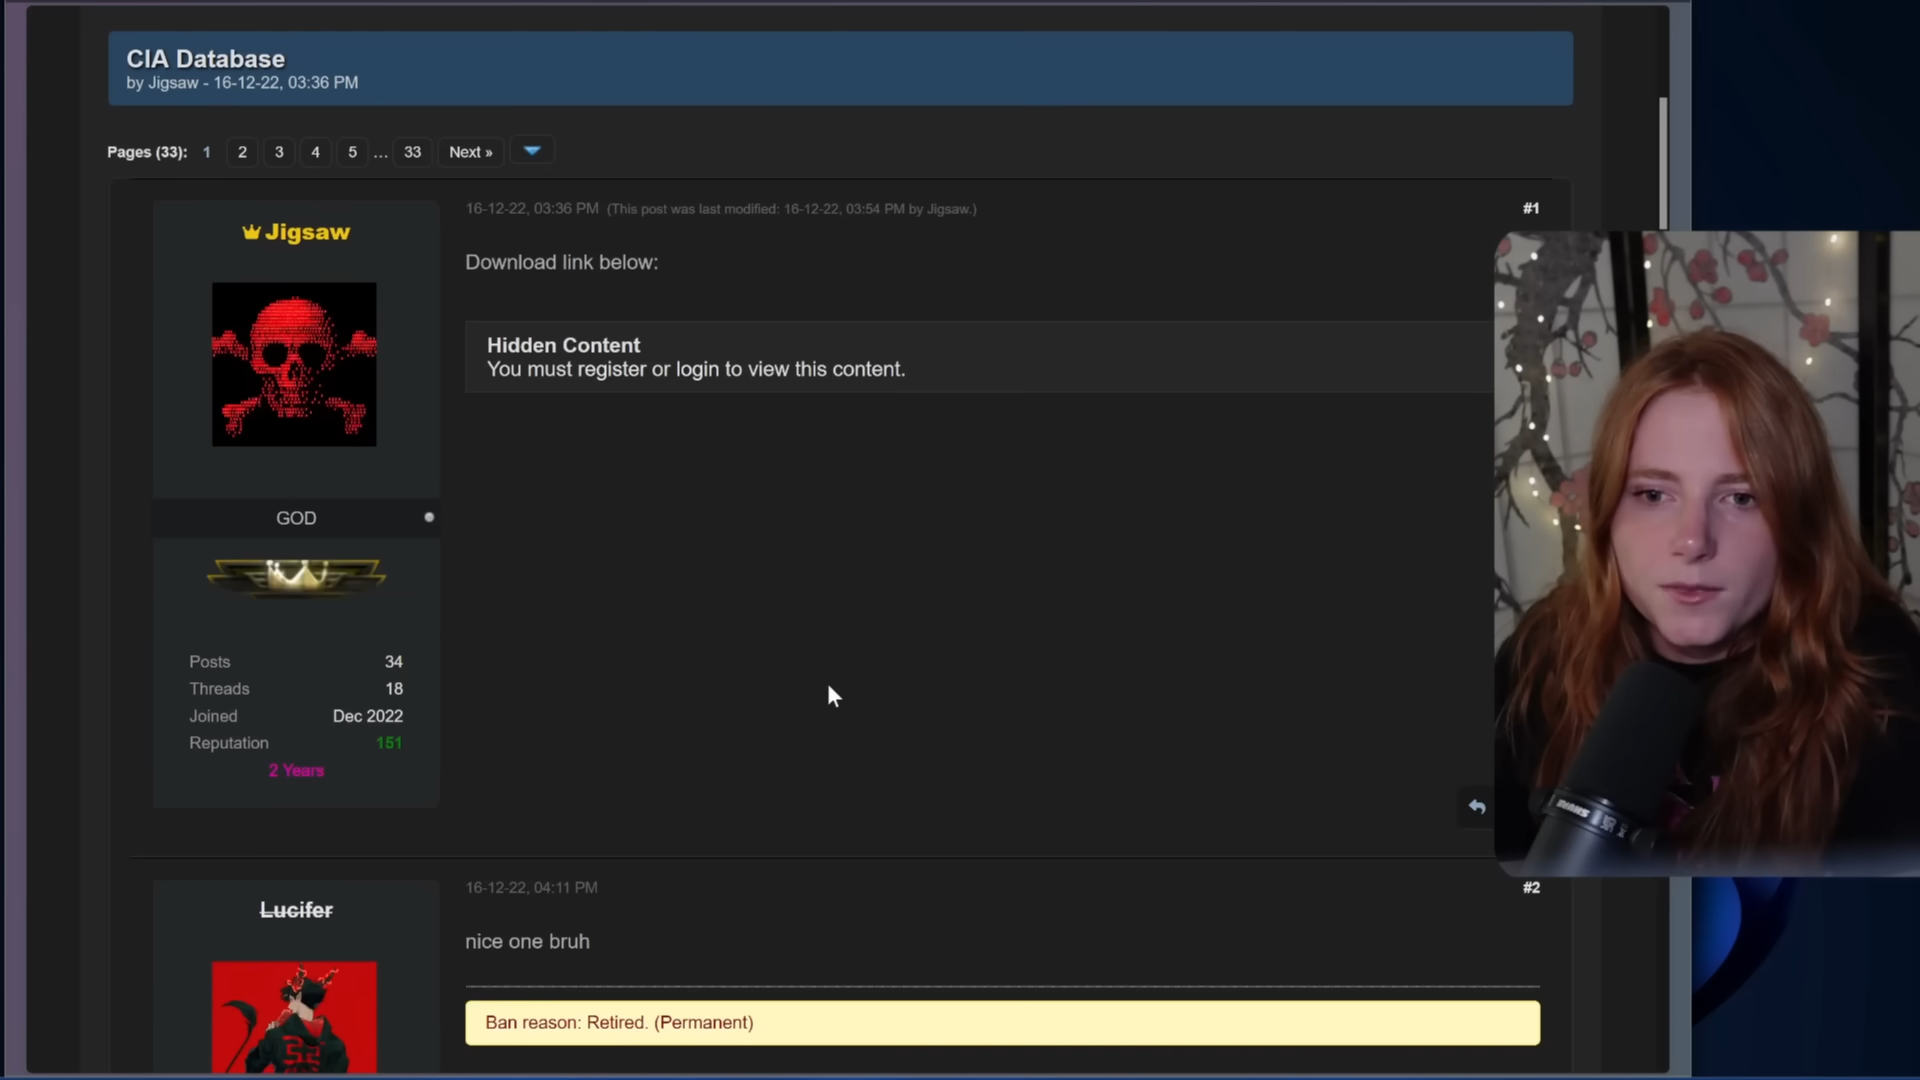 CIA Database
by Jigsaw - 16-12-22, 03:36 PM
Pages (33): 1 2 3 4 5 ... 33 Next »
16-12-22, 03:36 PM (This post was last modified: 16-12-22, 03:54 PM by Jigsaw.) #1
Jigsaw
Download link below:
Hidden Content
You must register or login to view this content.
GOD
Posts 34
Threads 18
Joined Dec 2022
Reputation 151
2 Years
16-12-22, 04:11 PM #2
Lucifer
nice one bruh
Ban reason: Retired. (Permanent)